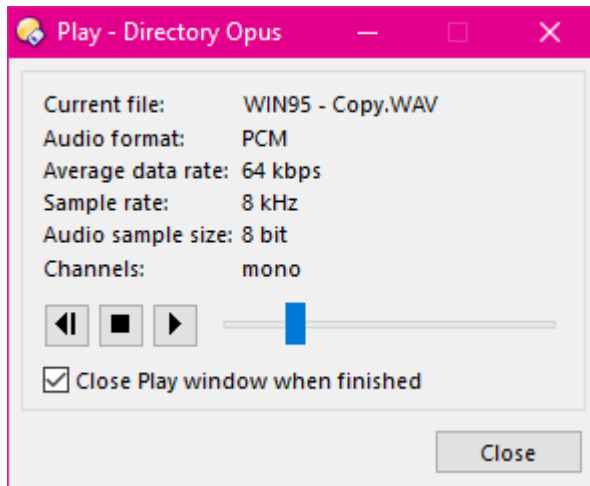 Play - Directory Opus
Current file: WIN95 - Copy.WAV
Audio format: PCM
Average data rate: 64 kbps
Sample rate: 8 kHz
Audio sample size: 8 bit
Channels: mono
Close Play window when finished
Close